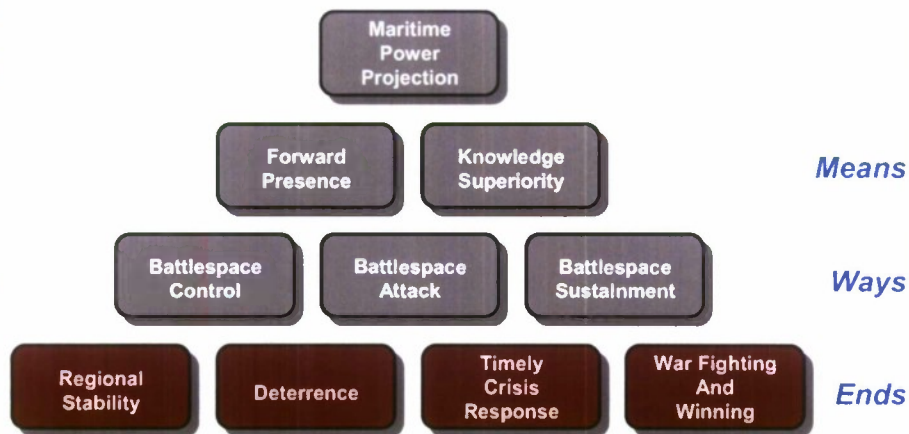 Maritime
Power
Projection
Forward
Presence
Knowledge
Superiority
Means
Battlespace
Control
Battlespace
Attack
Battlespace
Sustainment
Ways
Regional
Stability
Deterrence
Timely
Crisis
Response
War Fighting
And
Winning
Ends